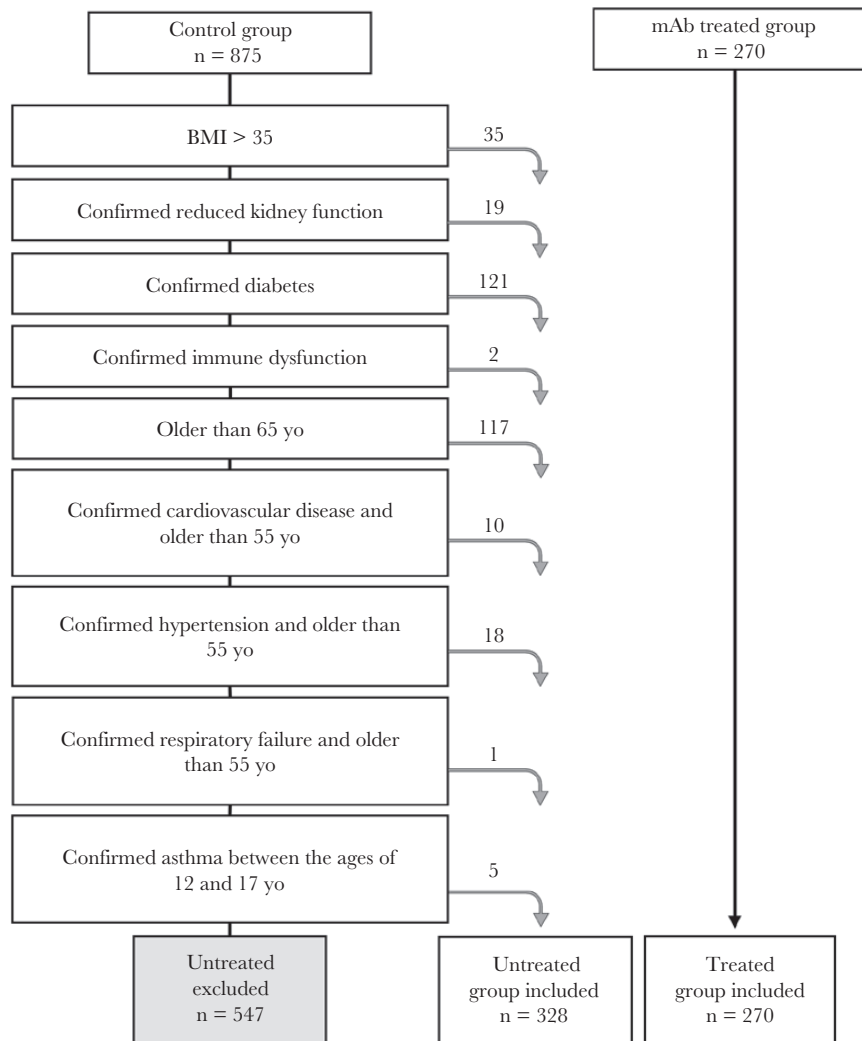 Control group
n = 875
mAb treated group
n = 270
BMI > 35
35
Confirmed reduced kidney function
19
Confirmed diabetes
121
Confirmed immune dysfunction
2
Older than 65 yo
117
Confirmed cardiovascular disease and
older than 55 yo
10
Confirmed hypertension and older than
55 yo
18
Confirmed respiratory failure and older
than 55 yo
1
Confirmed asthma between the ages of
12 and 17 yo
5
Untreated
excluded
n = 547
Untreated
group included
n = 328
Treated
group included
n = 270